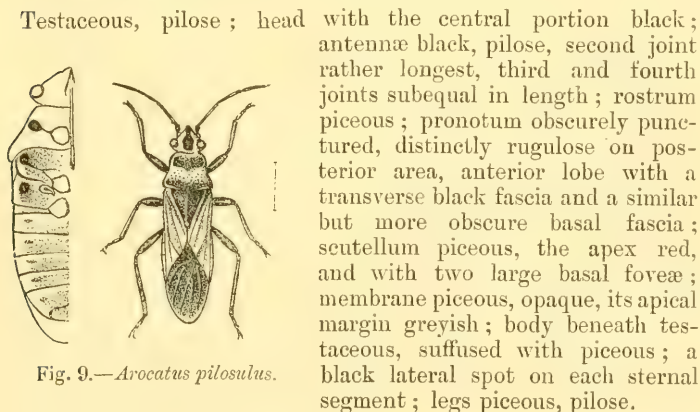 Testaceous, pilose ; head with the central portion black ;
antennæ black, pilose, second joint
rather longest, third and fourth
joints subequal in length ; rostrum
piceous ; pronotum obscurely punc-
tured, distinctly rugulose on pos-
terior area, anterior lobe with a
transverse black fascia and a similar
but more obscure basal fascia ;
scutellum piceous, the apex red,
and with two large basal foveæ ;
membrane piceous, opaque, its apical
margin greyish ; body beneath tes-
taceous, suffused with piceous ; a
black lateral spot on each sternal
segment ; legs piceous, pilose.
Fig. 9.—Arocatus pilosulus.